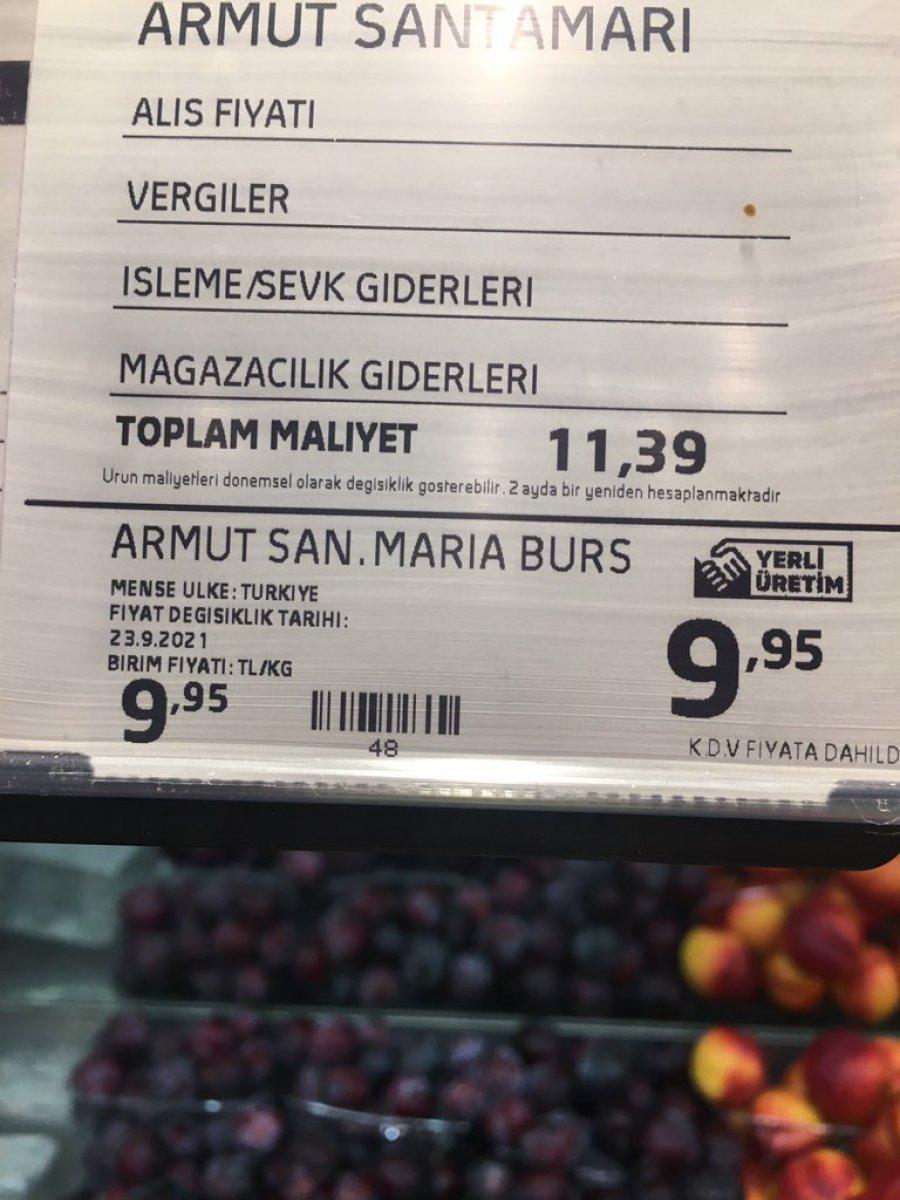 ARMUT SANTAMARI
ALIS FIYATI
VERGILER
ISLEME/SEVK GIDERLERI
MAGAZACILIK GIDERLERI
TOPLAM MALIYET 11,39
Urun maliyetleri donemsel olarak degisiklik gosterebilir. 2 ayda bir yeniden hesaplanmaktadir
ARMUT SAN.MARIA BURS
YERLİ
ÜRETİM
MENSE ULKE: TURKIYE
FIYAT DEGISIKLIK TARIHI:
23.9.2021
BIRIM FIYATI: TL/KG
9,95
48
9,95
K.D.V FIYATA DAHILD